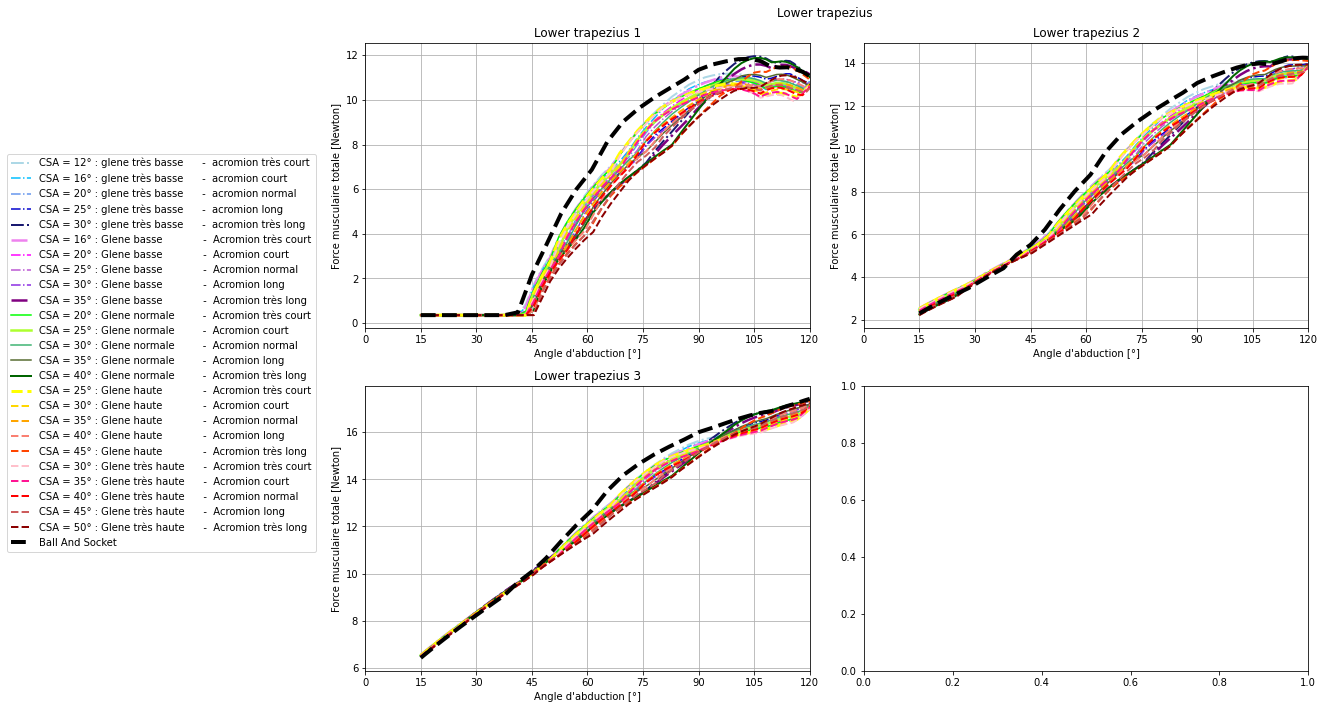 Lower trapezius
Lower trapezius 1
Lower trapezius 2
12
10
8
6
4
2
0
Force musculaire totale [Newton]
0 15 30 45 60 75 90 105 120
Angle d'abduction [°]
14
12
10
8
6
4
2
Force musculaire totale [Newton]
0 15 30 45 60 75 90 105 120
Angle d'abduction [°]
CSA = 12° : glene très basse - acromion très court
CSA = 16° : glene très basse - acromion court
CSA = 20° : glene très basse - acromion normal
CSA = 25° : glene très basse - acromion long
CSA = 30° : glene très basse - acromion très long
CSA = 16° : Glene basse - Acromion très court
CSA = 20° : Glene basse - Acromion court
CSA = 25° : Glene basse - Acromion normal
CSA = 30° : Glene basse - Acromion long
CSA = 35° : Glene basse - Acromion très long
CSA = 20° : Glene normale - Acromion très court
CSA = 25° : Glene normale - Acromion court
CSA = 30° : Glene normale - Acromion normal
CSA = 35° : Glene normale - Acromion long
CSA = 40° : Glene normale - Acromion très long
CSA = 25° : Glene haute - Acromion très court
CSA = 30° : Glene haute - Acromion court
CSA = 35° : Glene haute - Acromion normal
CSA = 40° : Glene haute - Acromion long
CSA = 45° : Glene haute - Acromion très long
CSA = 30° : Glene très haute - Acromion très court
CSA = 35° : Glene très haute - Acromion court
CSA = 40° : Glene très haute - Acromion normal
CSA = 45° : Glene très haute - Acromion long
CSA = 50° : Glene très haute - Acromion très long
Ball And Socket
Lower trapezius 3
16
14
12
10
8
6
Force musculaire totale [Newton]
0 15 30 45 60 75 90 105 120
Angle d'abduction [°]
1.0
0.8
0.6
0.4
0.2
0.0
0.0 0.2 0.4 0.6 0.8 1.0